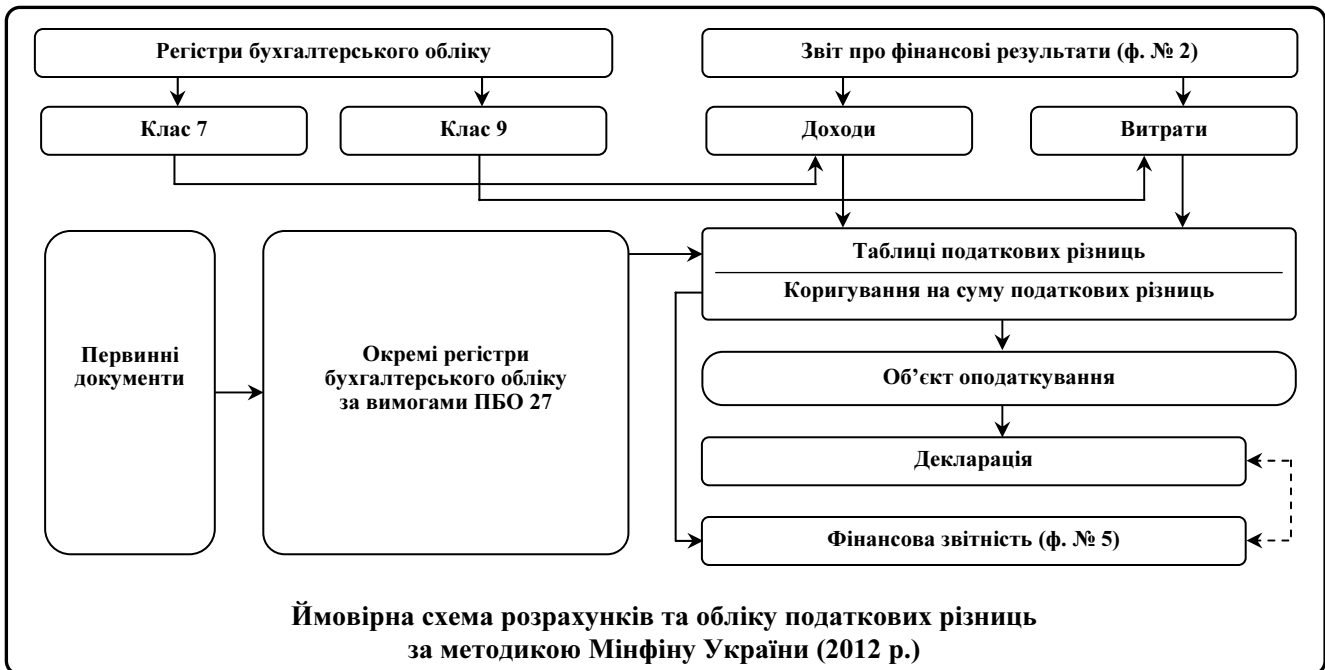 Регістри бухгалтерського обліку
Звіт про фінансові результати (ф. № 2)
Клас 7
Клас 9
Доходи
Витрати
Первинні
документи
Окремі регістри
бухгалтерського обліку
за вимогами ПБО 27
Таблиці податкових різниць
Коригування на суму податкових різниць
Об’єкт оподаткування
Декларація
Фінансова звітність (ф. № 5)
Ймовірна схема розрахунків та обліку податкових різниць
за методикою Мінфіну України (2012 р.)